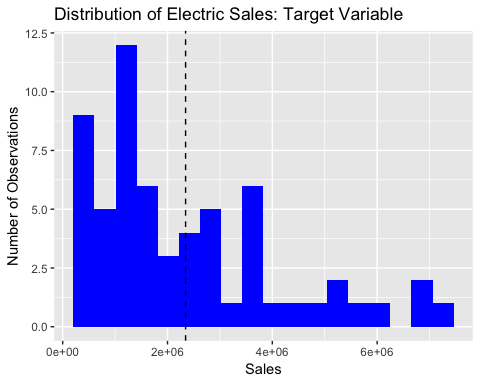 Distribution of Electric Sales: Target Variable
12.5
10.0
7.5
5.0
2.5
0.0
Number of Observations
0e+00 2e+06 4e+06 6e+06
Sales